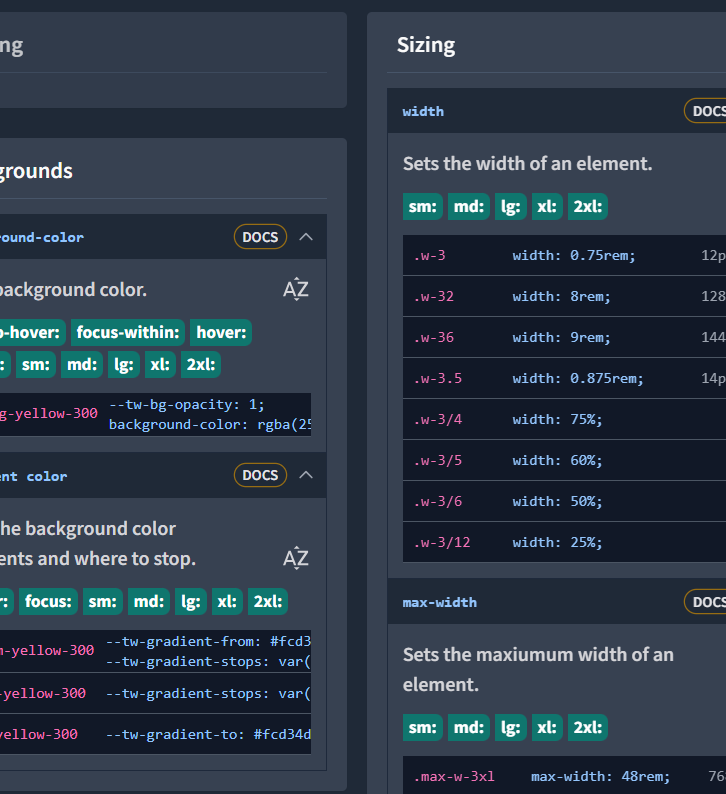 ng
grounds
ound-color DOCS
background color. AZ
p-hover: focus-within: hover:
: sm: md: lg: xl: 2xl:
g-yellow-300 --tw-bg-opacity: 1;
background-color: rgba(25
ent color DOCS
he background color
ents and where to stop. AZ
r: focus: sm: md: lg: xl: 2xl:
m-yellow-300 --tw-gradient-from: #fcd3
--tw-gradient-stops: var(
-yellow-300 --tw-gradient-stops: var(
yellow-300 --tw-gradient-to: #fcd34d
Sizing
width DOCS
Sets the width of an element.
sm: md: lg: xl: 2xl:
.w-3 width: 0.75rem; 12p
.w-32 width: 8rem; 128
.w-36 width: 9rem; 144
.w-3.5 width: 0.875rem; 14p
.w-3/4 width: 75%;
.w-3/5 width: 60%;
.w-3/6 width: 50%;
.w-3/12 width: 25%;
max-width DOCS
Sets the maxiumum width of an
element.
sm: md: lg: xl: 2xl:
.max-w-3xl max-width: 48rem; 76